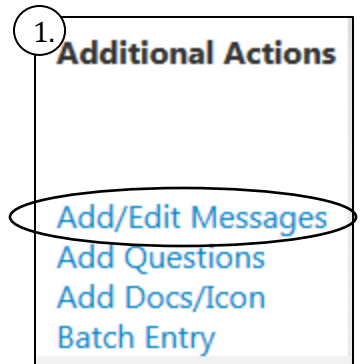 1.
Additional Actions
Add/Edit Messages
Add Questions
Add Docs/Icon
Batch Entry